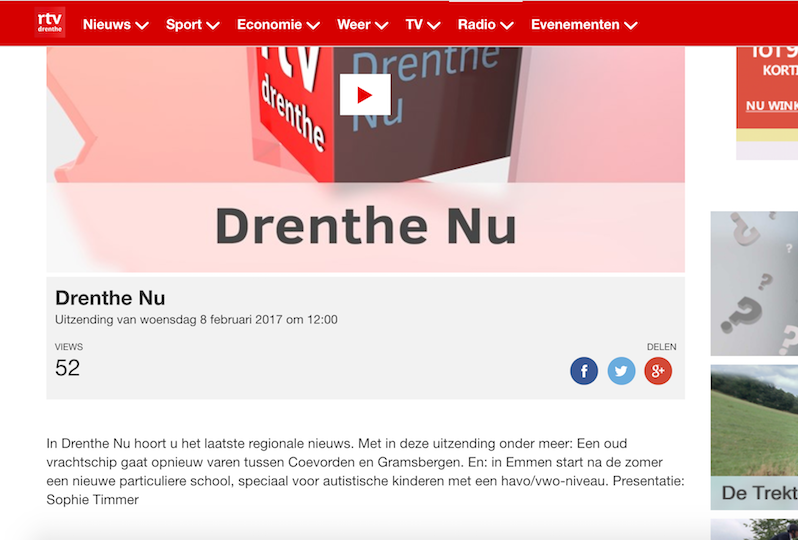 rtv
drenthe
Nieuws
Sport
Economie
Weer
TV
Radio
Evenementen
rtv
drenthe
Drenthe
Nu
Drenthe Nu
Drenthe Nu
Uitzending van woensdag 8 februari 2017 om 12:00
VIEWS
52
DELEN
In Drenthe Nu hoort u het laatste regionale nieuws. Met in deze uitzending onder meer: Een oud
vrachtschip gaat opnieuw varen tussen Coevorden en Gramsbergen. En: in Emmen start na de zomer
een nieuwe particuliere school, speciaal voor autistische kinderen met een havo/vwo-niveau. Presentatie:
Sophie Timmer
KORTI
NU WINK
De Trekt